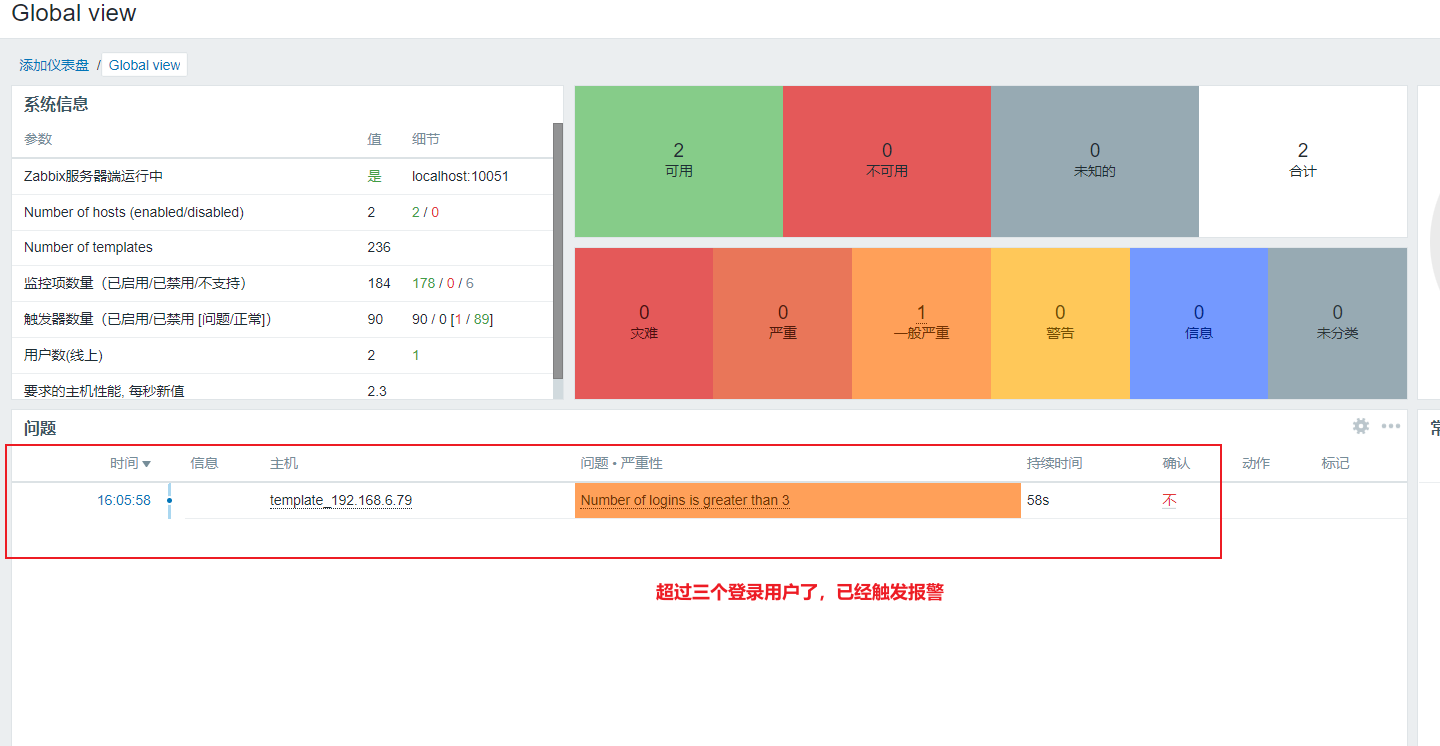 Global view
添加仪表盘 / Global view
系统信息
参数 值 细节
Zabbix服务器端运行中 是 localhost:10051
Number of hosts (enabled/disabled) 2 2 / 0
Number of templates 236
监控项数量（已启用/已禁用/不支持） 184 178 / 0 / 6
触发器数量（已启用/已禁用 [问题/正常]） 90 90 / 0 [1 / 89]
用户数(线上) 2 1
要求的主机性能, 每秒新值 2.3
2 0 0 2
可用 不可用 未知的 合计
0 0 1 0 0 0
灾难 严重 一般严重 警告 信息 未分类
问题
时间 信息 主机 问题 • 严重性 持续时间 确认 动作 标记
16:05:58 template_192.168.6.79 Number of logins is greater than 3 58s 不
超过三个登录用户了，已经触发报警